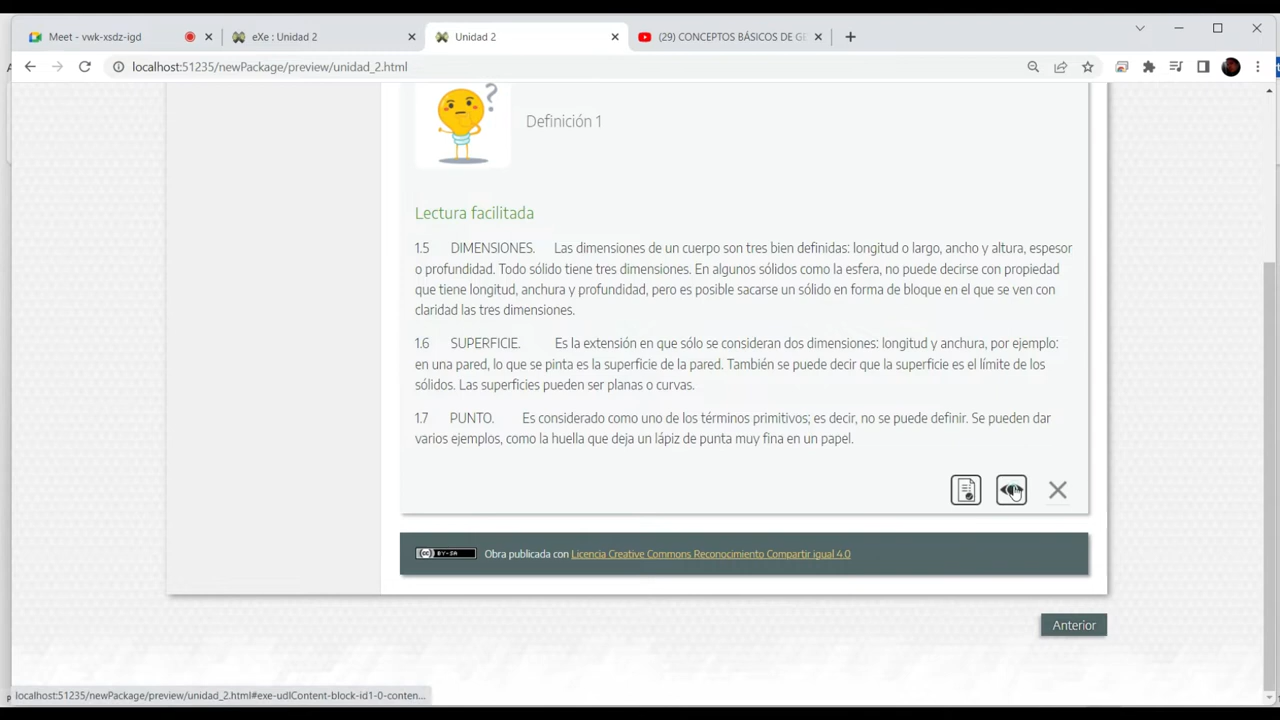 Meet - vwk-xsdz-igd
eXe : Unidad 2
Unidad 2
(29) CONCEPTOS BÁSICOS DE GE
localhost:51235/newPackage/preview/unidad_2.html
Definición 1
Lectura facilitada
1.5 DIMENSIONES. Las dimensiones de un cuerpo son tres bien definidas: longitud o largo, ancho y altura, espesor
o profundidad. Todo sólido tiene tres dimensiones. En algunos sólidos como la esfera, no puede decirse con propiedad
que tiene longitud, anchura y profundidad, pero es posible sacarse un sólido en forma de bloque en el que se ven con
claridad las tres dimensiones.
1.6 SUPERFICIE. Es la extensión en que sólo se consideran dos dimensiones: longitud y anchura, por ejemplo:
en una pared, lo que se pinta es la superficie de la pared. También se puede decir que la superficie es el límite de los
sólidos. Las superficies pueden ser planas o curvas.
1.7 PUNTO. Es considerado como uno de los términos primitivos; es decir, no se puede definir. Se pueden dar
varios ejemplos, como la huella que deja un lápiz de punta muy fina en un papel.
cc BY-SA Obra publicada con Licencia Creative Commons Reconocimiento Compartir igual 4.0
Anterior
localhost:51235/newPackage/preview/unidad_2.html#exe-udlContent-block-id1-0-conten...